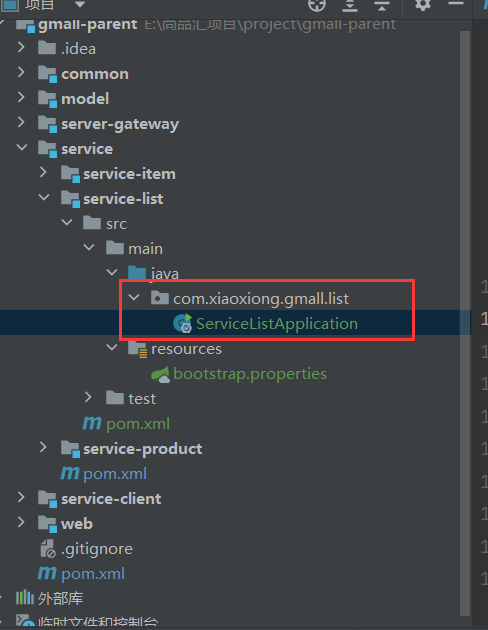 项目
gmall-parent E:\尚品汇项目\project\gmall-parent
.idea
common
model
server-gateway
service
service-item
service-list
src
main
java
com.xiaoxiong.gmall.list
ServiceListApplication
resources
bootstrap.properties
test
pom.xml
service-product
pom.xml
service-client
web
.gitignore
pom.xml
外部库
临时文件和控制台